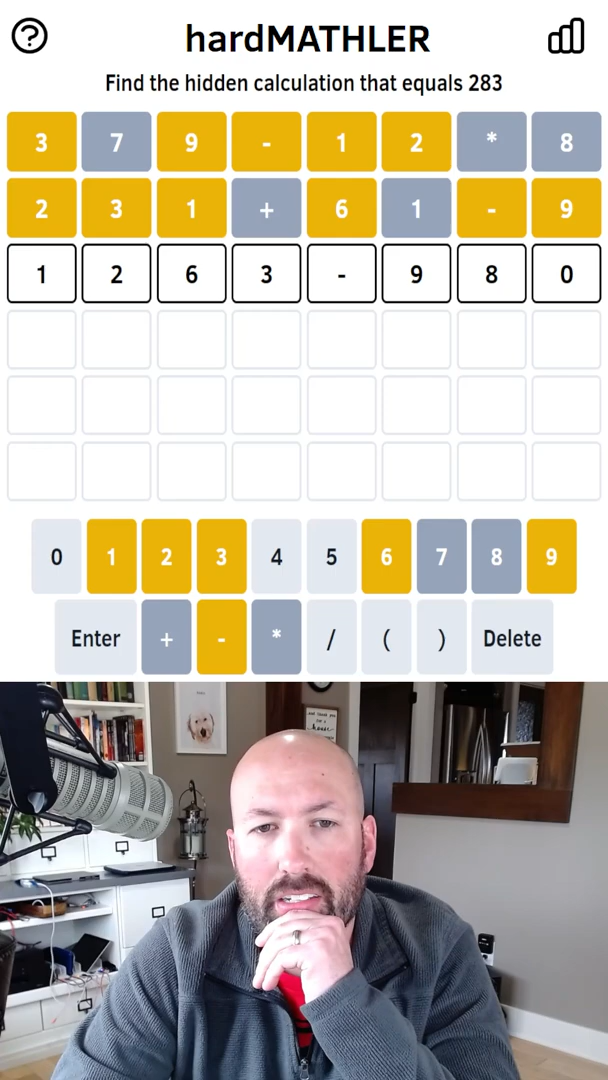 hardMATHLER
Find the hidden calculation that equals 283
3 7 9 - 1 2 * 8
2 3 1 + 6 1 - 9
1 2 6 3 - 9 8 0
0 1 2 3 4 5 6 7 8 9
Enter + - * / ( ) Delete